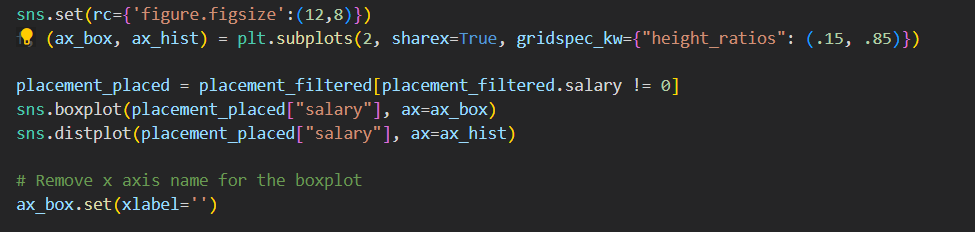 sns.set(rc={'figure.figsize':(12,8)})
(ax_box, ax_hist) = plt.subplots(2, sharex=True, gridspec_kw={"height_ratios": (.15, .85)})
placement_placed = placement_filtered[placement_filtered.salary != 0]
sns.boxplot(placement_placed["salary"], ax=ax_box)
sns.distplot(placement_placed["salary"], ax=ax_hist)
# Remove x axis name for the boxplot
ax_box.set(xlabel='')